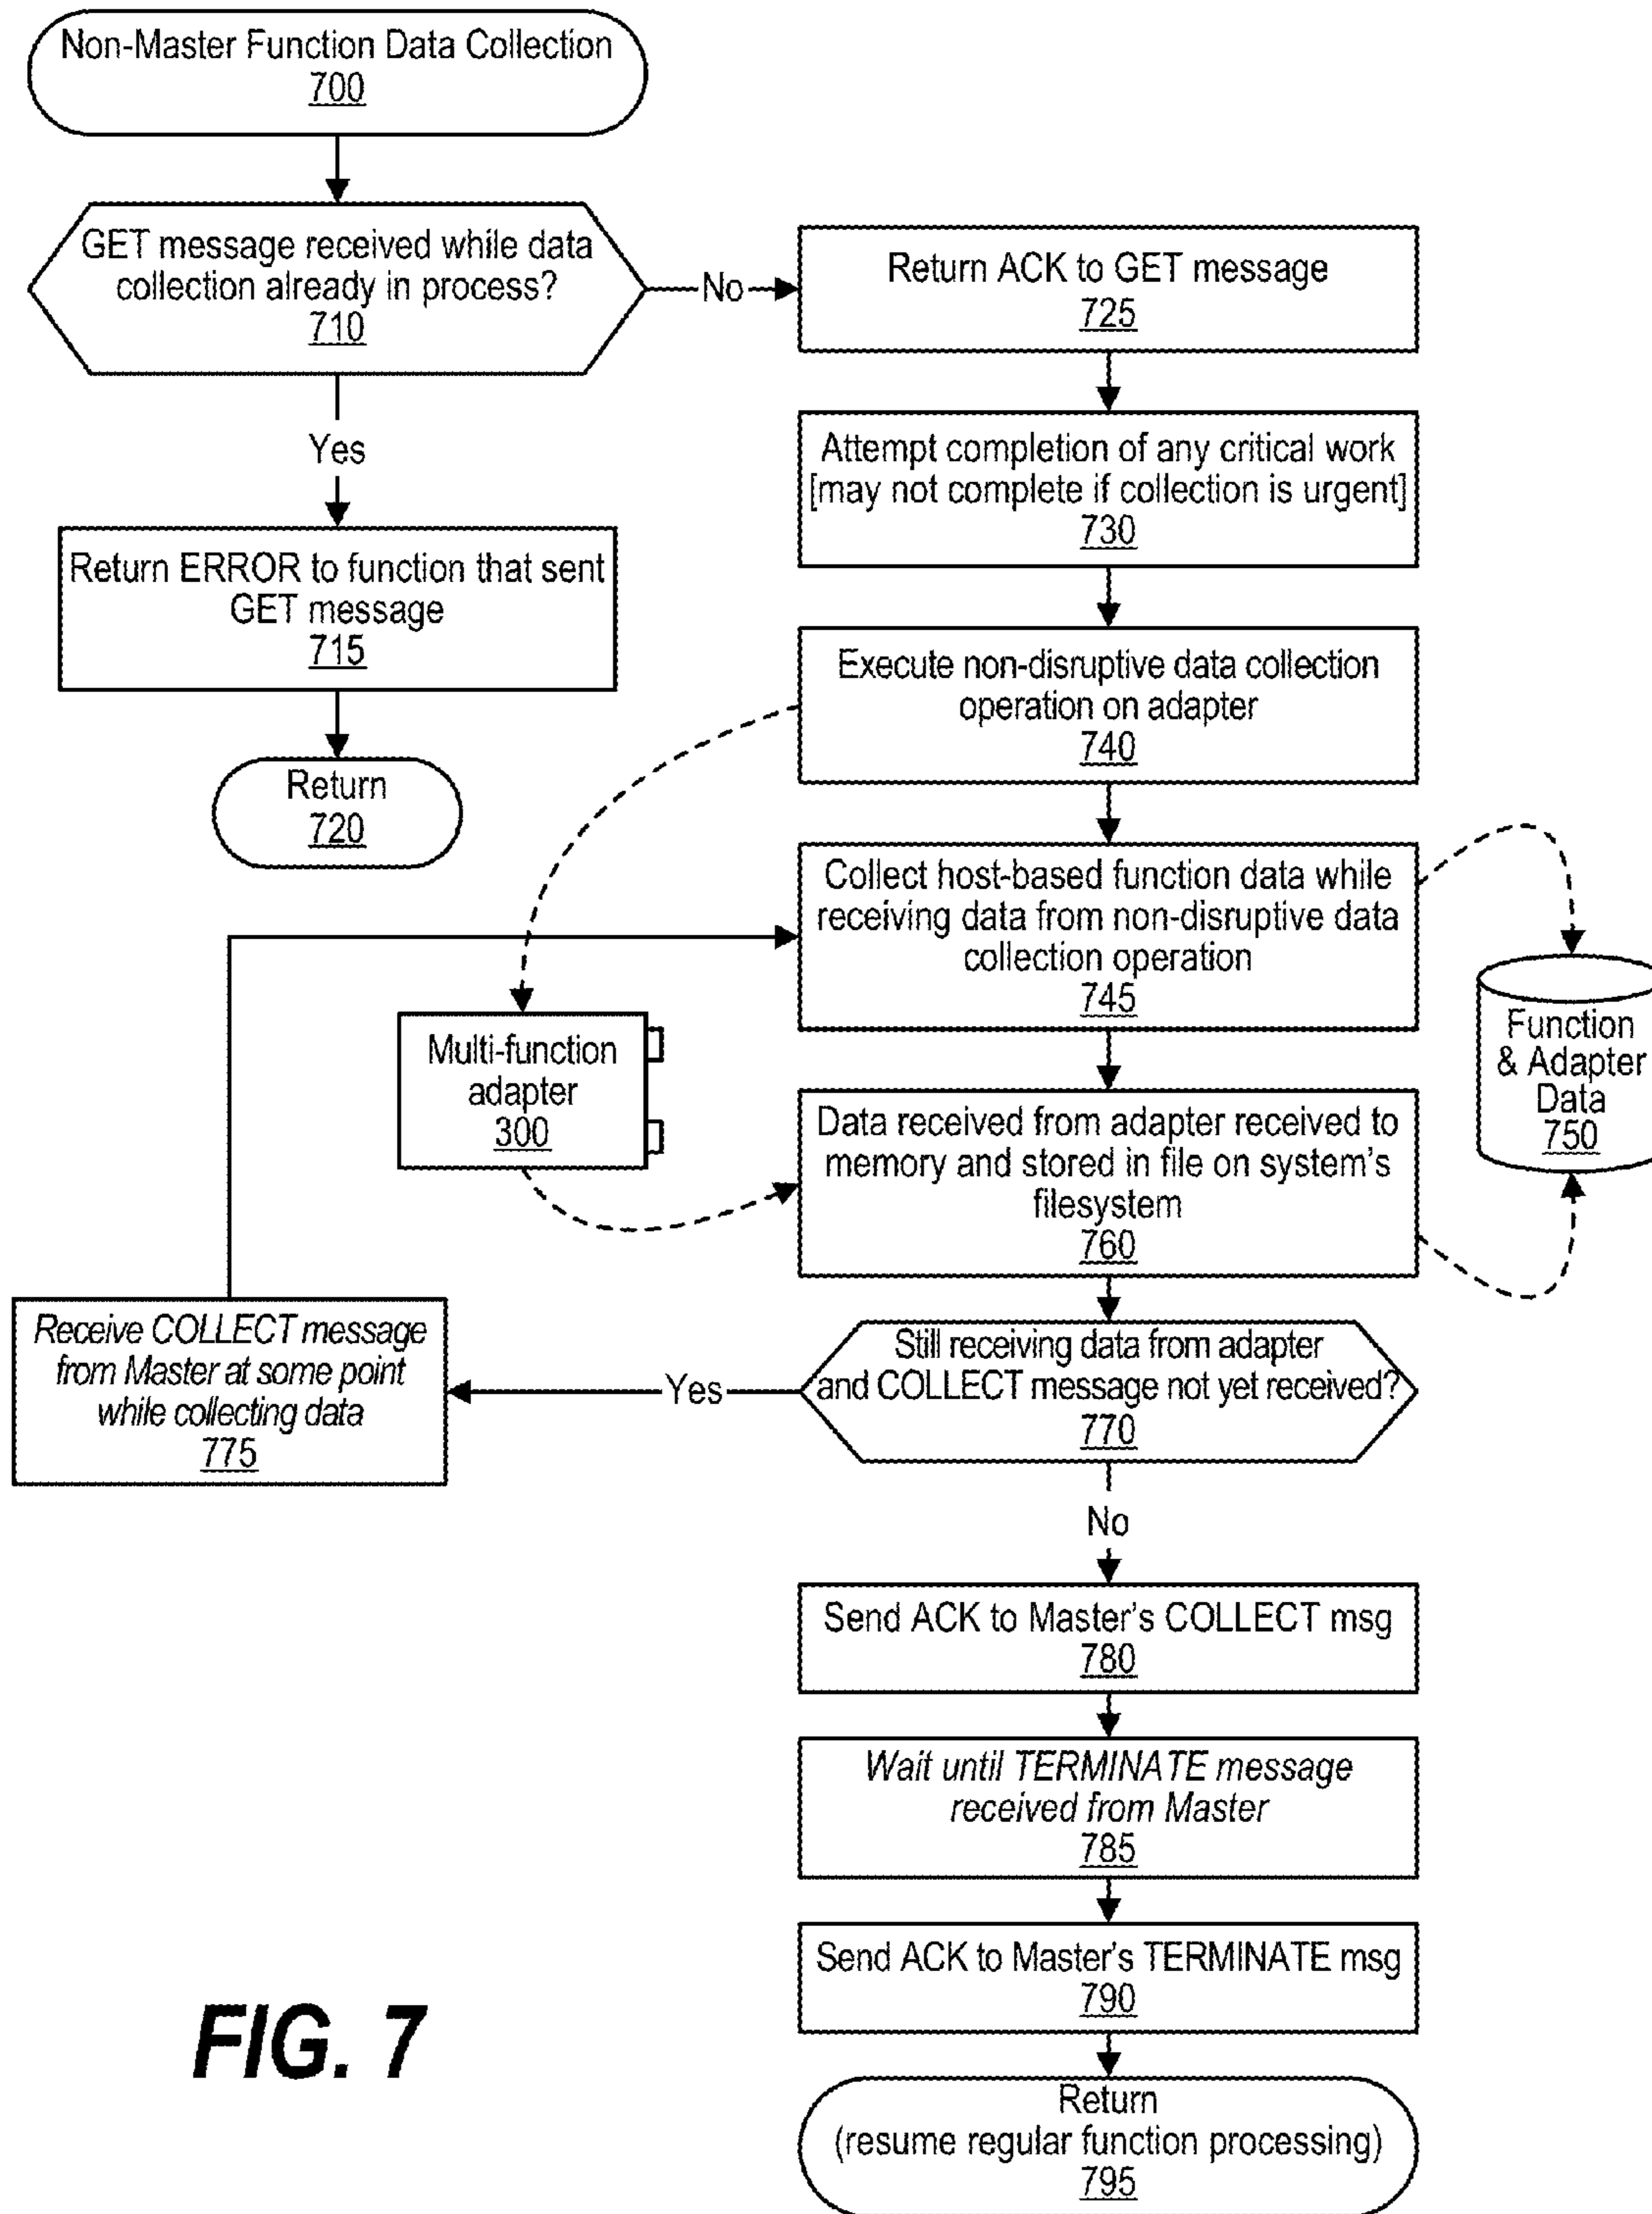 Non-Master Function Data Collection
700
GET message received while data
collection already in process?
710
No
Return ACK to GET message
725
Yes
Attempt completion of any critical work
[may not complete if collection is urgent]
730
Return ERROR to function that sent
GET message
715
Execute non-disruptive data collection
operation on adapter
740
Return
720
Collect host-based function data while
receiving data from non-disruptive data
collection operation
745
Function
& Adapter
Data
750
Multi-function
adapter
300
Data received from adapter received to
memory and stored in file on system's
filesystem
760
Receive COLLECT message
from Master at some point
while collecting data
775
Yes
Still receiving data from adapter
and COLLECT message not yet received?
770
No
Send ACK to Master's COLLECT msg
780
Wait until TERMINATE message
received from Master
785
Send ACK to Master's TERMINATE msg
790
Return
(resume regular function processing)
795
FIG. 7